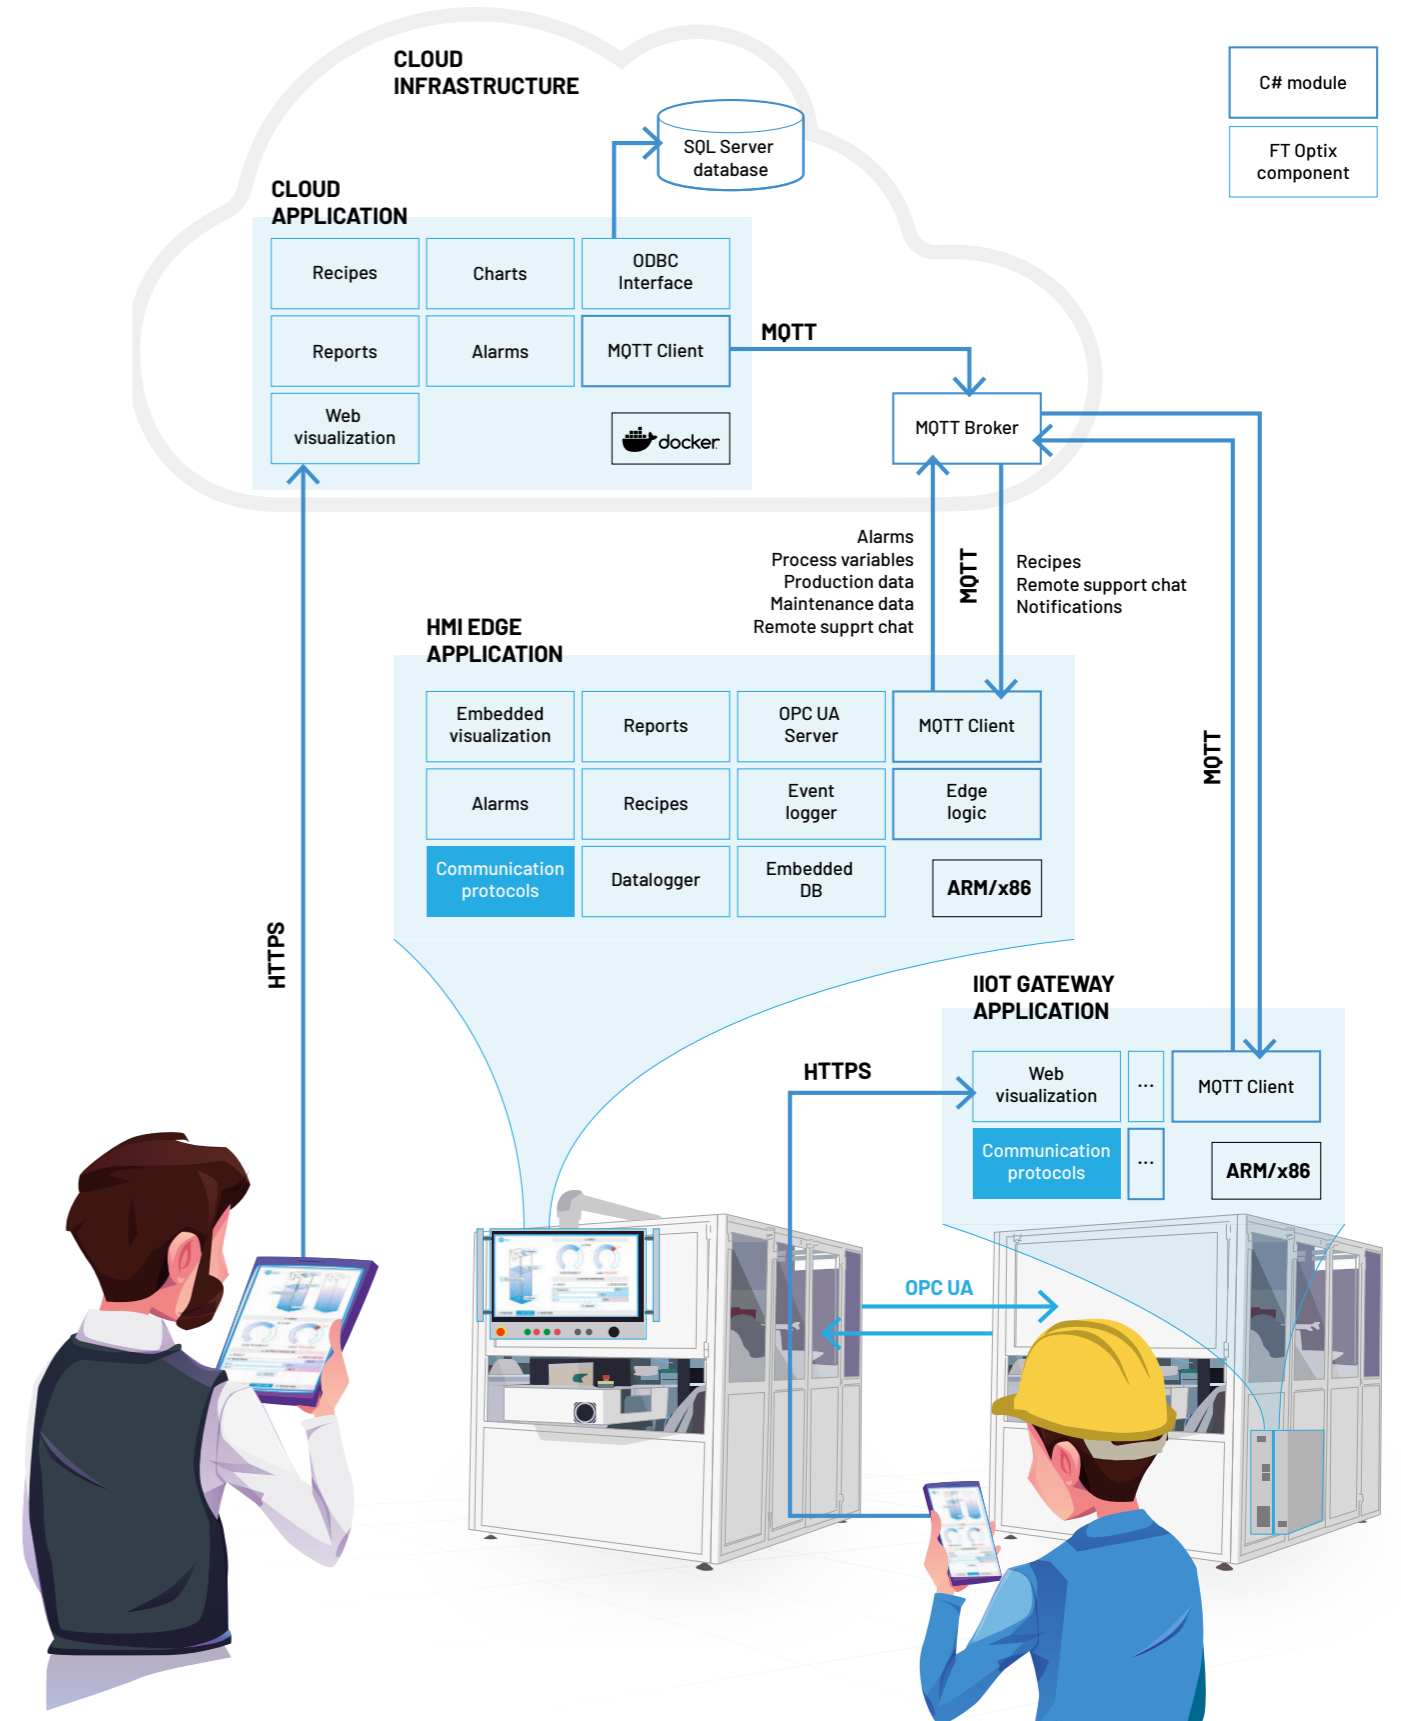 CLOUD
INFRASTRUCTURE
C# module
FT Optix
component
SQL Server
database
CLOUD
APPLICATION
Recipes
Charts
ODBC
Interface
Reports
Alarms
MQTT Client
MQTT
Web
visualization
docker
MQTT Broker
Alarms
Process variables
Production data
Maintenance data
Remote supprt chat
MQTT
Recipes
Remote support chat
Notifications
HMI EDGE
APPLICATION
Embedded
visualization
Reports
OPC UA
Server
MQTT Client
Alarms
Recipes
Event
logger
Edge
logic
Communication
protocols
Datalogger
Embedded
DB
ARM/x86
MQTT
HTTPS
IIOT GATEWAY
APPLICATION
HTTPS
Web
visualization
...
MQTT Client
Communication
protocols
...
ARM/x86
OPC UA